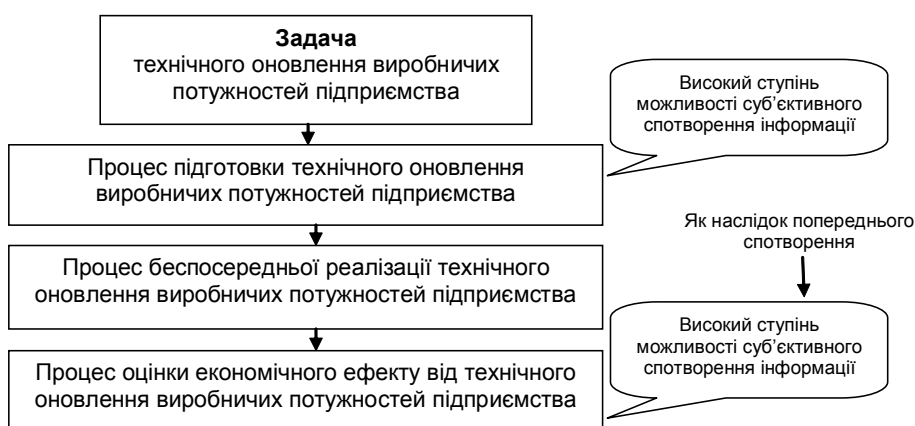 Задача
технічного оновлення виробничих
потужностей підприємства
Високий ступінь
можливості суб’єктивного
спотворення інформації
Процес підготовки технічного оновлення
виробничих потужностей підприємства
Як наслідок попереднього
спотворення
Процес беспосередньої реалізації технічного
оновлення виробничих потужностей підприємства
Високий ступінь
можливості суб’єктивного
спотворення інформації
Процес оцінки економічного ефекту від технічного
оновлення виробничих потужностей підприємства